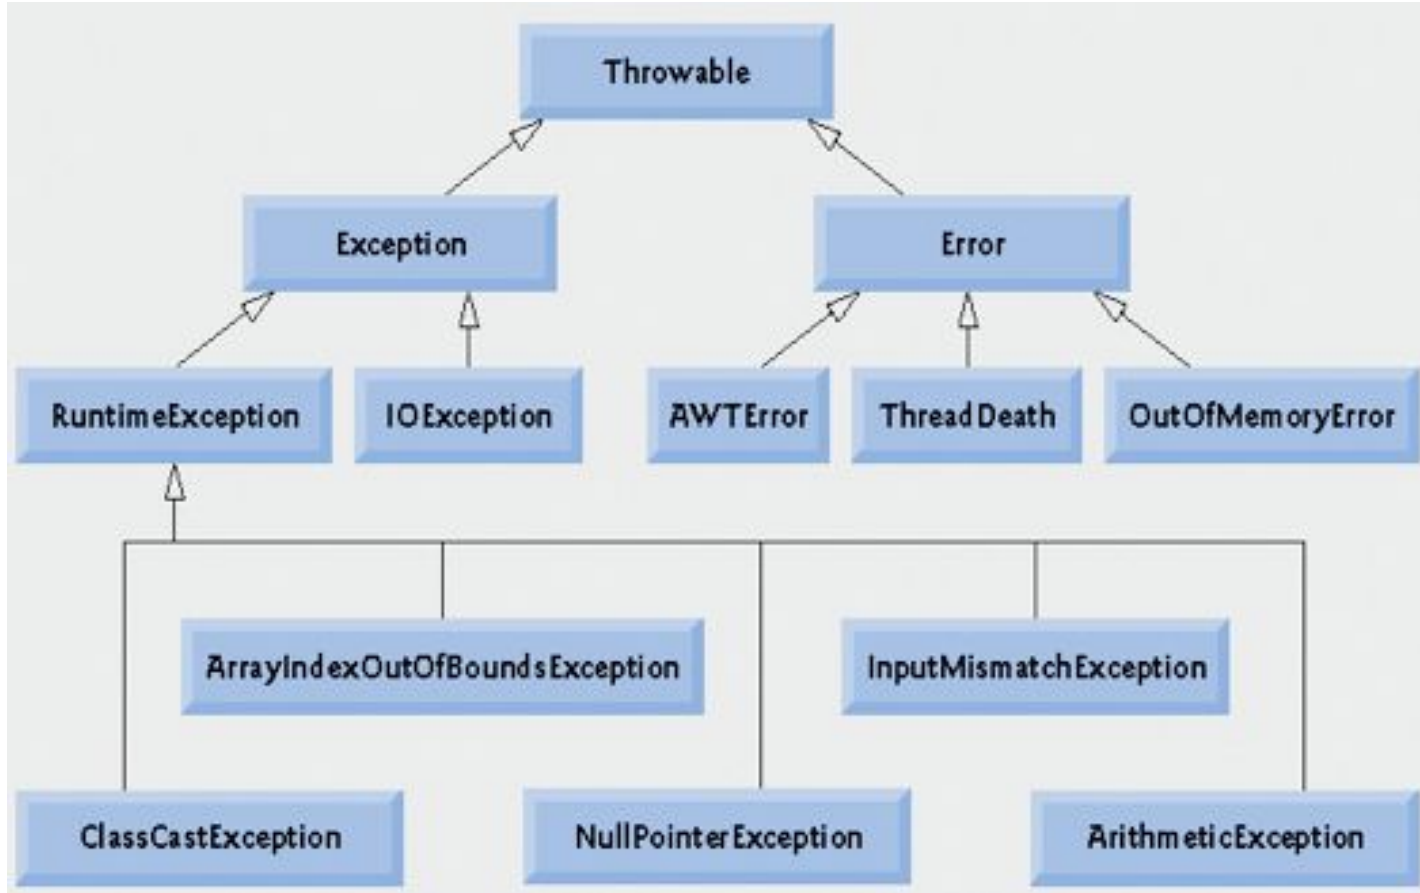 Throwable
Exception
Error
RuntimeException
IOException
AWTError
ThreadDeath
OutOfMemoryError
ArrayIndexOutOfBoundsException
InputMismatchException
ClassCastException
NullPointerException
ArithmeticException